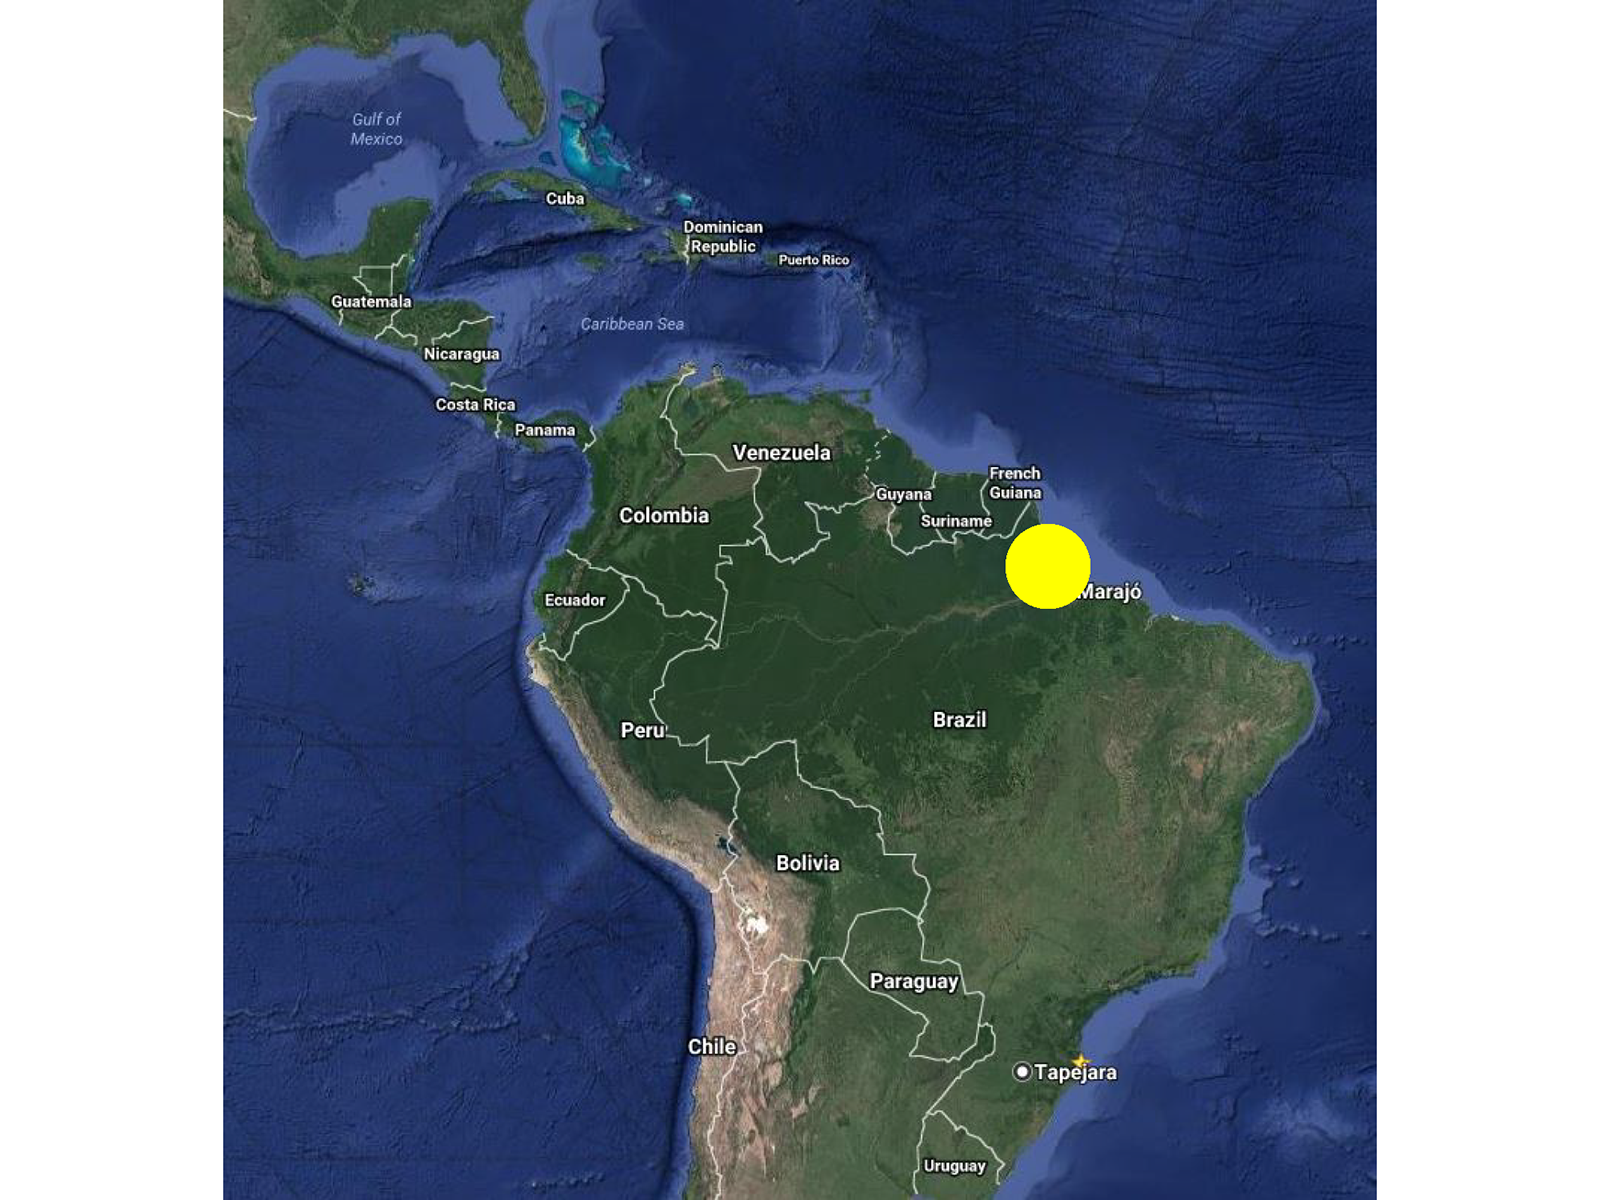 Gulf of
Mexico
Cuba
Dominican
Republic
Puerto Rico
Guatemala
Caribbean Sea
Nicaragua
Costa Rica
Panama
Venezuela
French
Guiana
Guyana
Colombia
Suriname
Ecuador
Marajó
Brazil
Peru
Bolivia
Paraguay
Chile
Tapejara
Uruguay